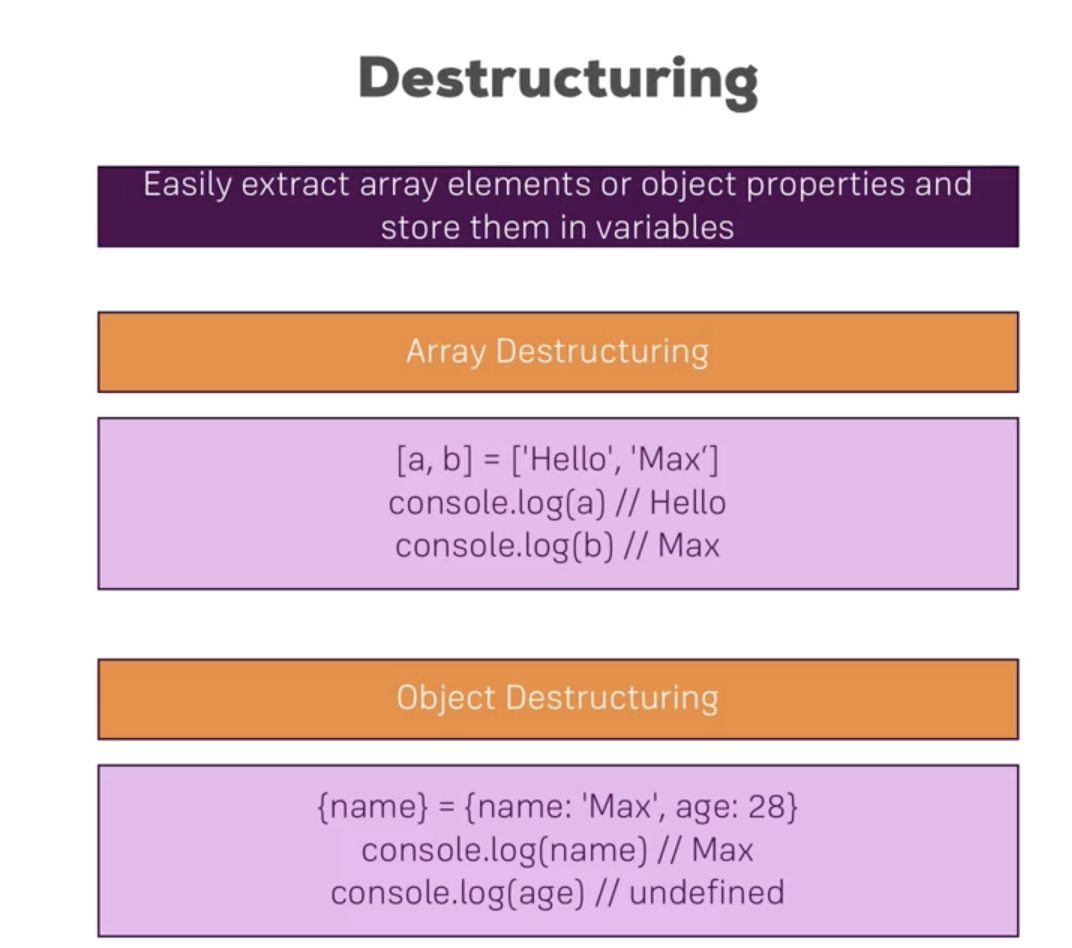 Destructuring
Easily extract array elements or object properties and
store them in variables
Array Destructuring
[a, b] = ['Hello', 'Max‘]
console.log(a) // Hello
console.log(b) // Max
Object Destructuring
{name} = {name: 'Max', age: 28}
console.log(name) // Max
console.log(age) // undefined